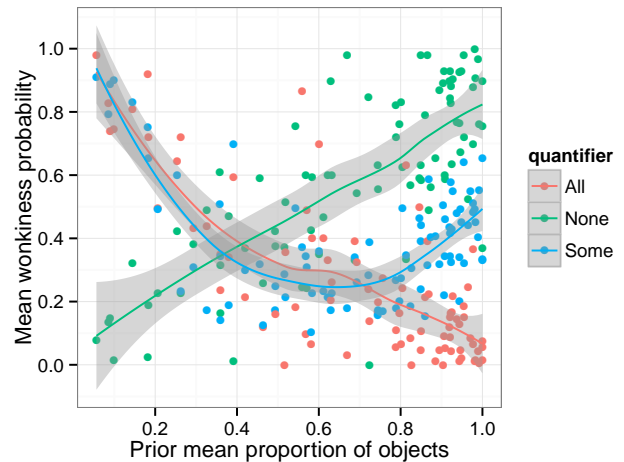 Mean wonkiness probability
1.0
0.8
0.6
0.4
0.2
0.0
0.2 0.4 0.6 0.8 1.0
Prior mean proportion of objects
quantifier
All
None
Some